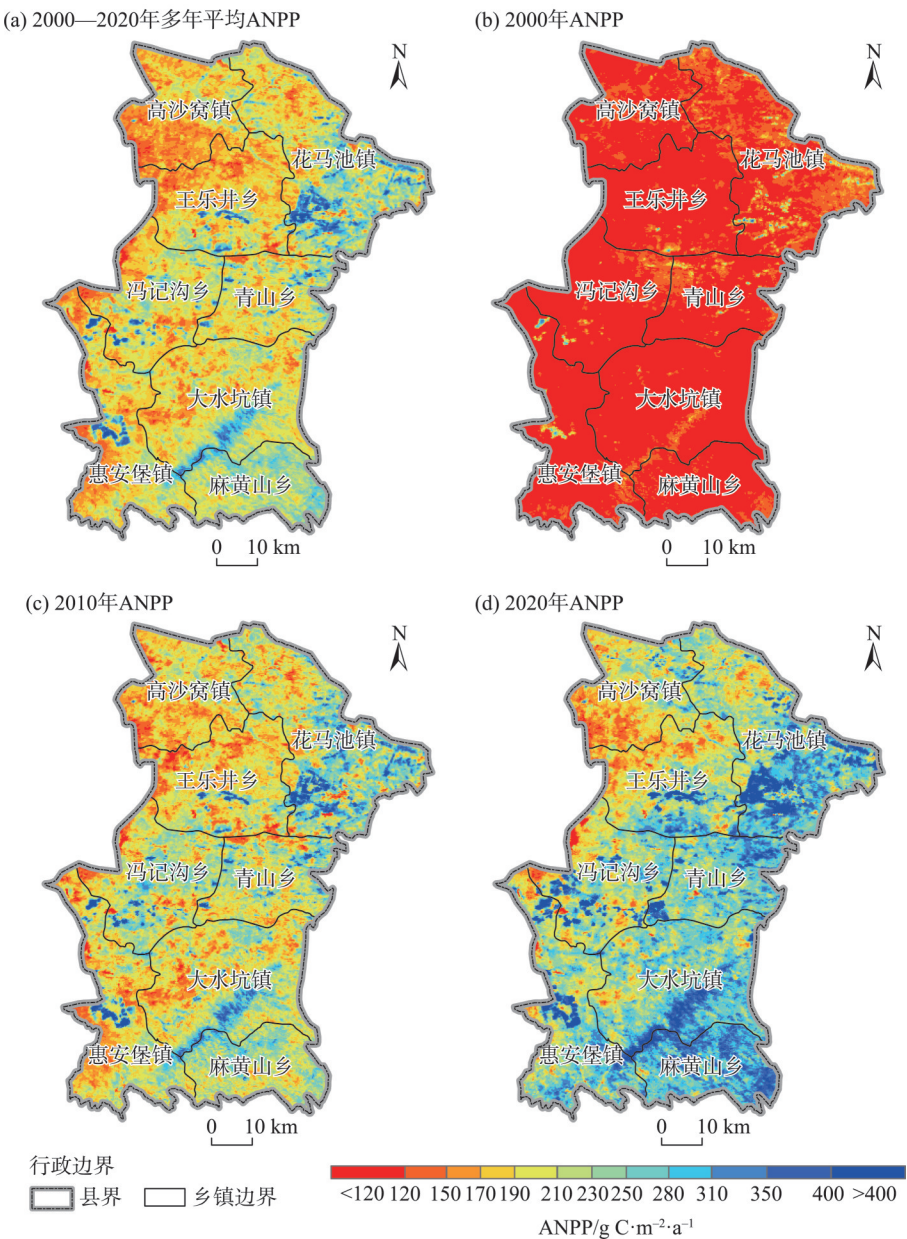 (a) 2000—2020年多年平均ANPP
(b) 2000年ANPP
N
高沙窝镇
花马池镇
王乐井乡
冯记沟乡
青山乡
大水坑镇
惠安堡镇
麻黄山乡
0 10 km
N
高沙窝镇
花马池镇
王乐井乡
冯记沟乡
青山乡
大水坑镇
惠安堡镇
麻黄山乡
0 10 km
(c) 2010年ANPP
(d) 2020年ANPP
N
高沙窝镇
花马池镇
王乐井乡
冯记沟乡
青山乡
大水坑镇
惠安堡镇
麻黄山乡
0 10 km
N
高沙窝镇
花马池镇
王乐井乡
冯记沟乡
青山乡
大水坑镇
惠安堡镇
麻黄山乡
0 10 km
行政边界
县界 乡镇边界
<120 120 150 170 190 210 230 250 280 310 350 400 >400
ANPP/g C·m⁻²·a⁻¹